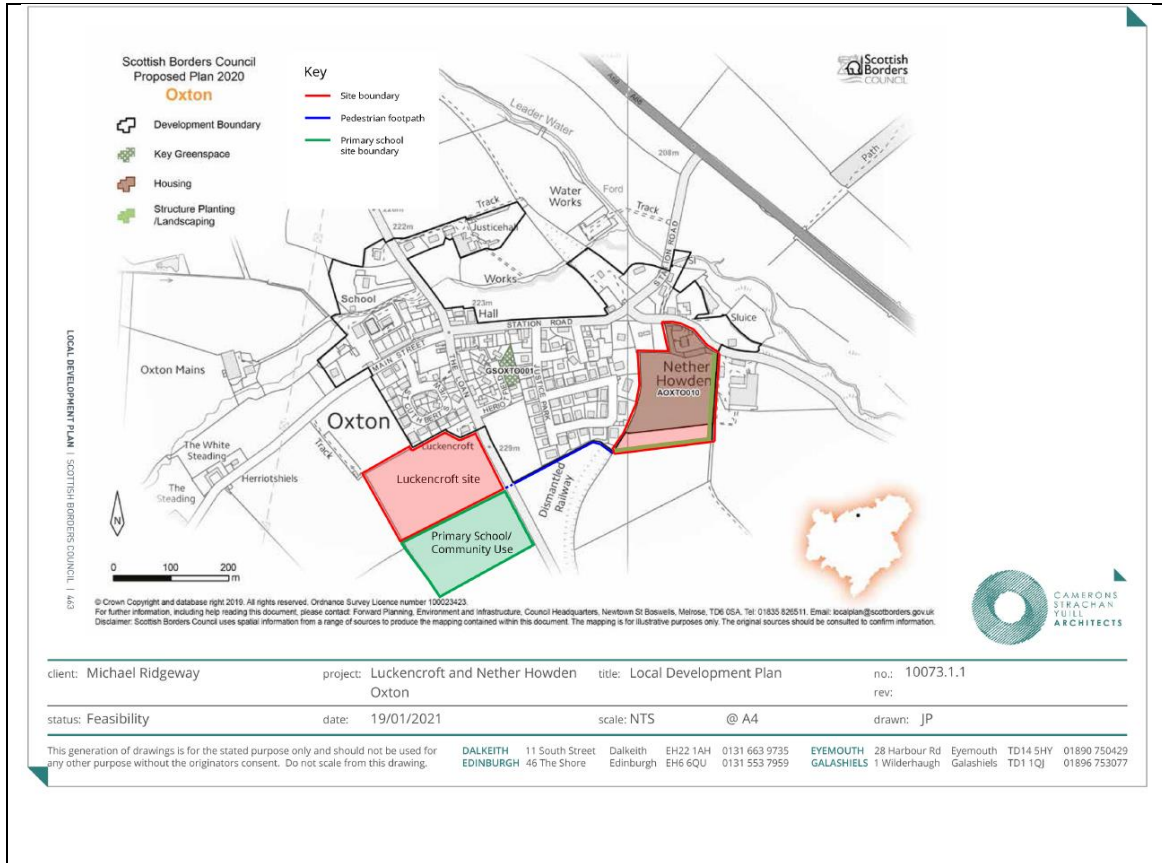 Scottish Borders Council
Proposed Plan 2020
Oxton
Development Boundary
Key Greenspace
Housing
Structure Planting
/Landscaping
Key
Site boundary
Pedestrian footpath
Primary school
site boundary
Scottish
Borders
COUNCIL
A68
A68
Leader Water
208m
Path
Water
Works
Ford
Track
Track
222m
Justicehall
STATION ROAD
Works
School
223m
Hall
STATION ROAD
Sluice
MAIN STREET
THE LOAN
GSOXTO001
JUSTICE PARK
Nether
Howden
AOXTO010
Oxton Mains
Oxton
Luckencroft
229m
The White
Steading
Track
Herriotshiels
The
Steading
Luckencroft site
Dismantled
Railway
Primary School/
Community Use
N
0 100 200
m
LOCAL DEVELOPMENT PLAN | SCOTTISH BORDERS COUNCIL | 463
© Crown Copyright and database right 2019. All rights reserved. Ordnance Survey Licence number 100023423.
For further information, including help reading this document, please contact: Forward Planning, Environment and Infrastructure, Council Headquarters, Newtown St Boswells, Melrose, TD6 0SA. Tel: 01835 826511. Email: localplan@scotborders.gov.uk
Disclaimer: Scottish Borders Council uses spatial information from a range of sources to produce the mapping contained within this document. The mapping is for illustrative purposes only. The original sources should be consulted to confirm information.
CAMERONS
STRACHAN
YUILL
ARCHITECTS
client: Michael Ridgeway project: Luckencroft and Nether Howden title: Local Development Plan no.: 10073.1.1
Oxton rev:
status: Feasibility date: 19/01/2021 scale: NTS @ A4 drawn: JP
This generation of drawings is for the stated purpose only and should not be used for
any other purpose without the originators consent. Do not scale from this drawing.
DALKEITH 11 South Street Dalkeith EH22 1AH 0131 663 9735 EYEMOUTH 28 Harbour Rd Eyemouth TD14 5HY 01890 750429
EDINBURGH 46 The Shore Edinburgh EH6 6QU 0131 553 7959 GALASHIELS 1 Wilderhaugh Galashiels TD1 1QJ 01896 753077